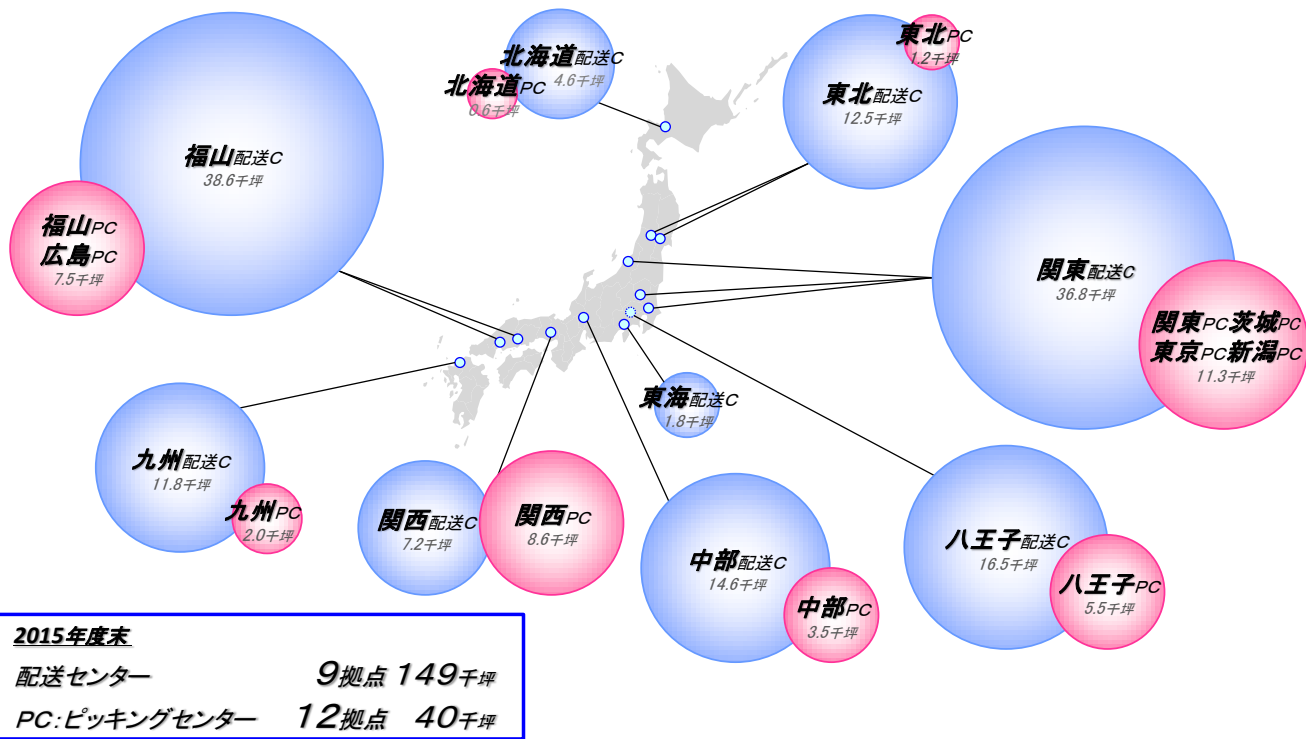 北海道配送C
4.6千坪
北海道PC
0.6千坪
東北PC
1.2千坪
東北配送C
12.5千坪
福山配送C
38.6千坪
福山PC
広島PC
7.5千坪
関東配送C
36.8千坪
関東PC茨城PC
東京PC新潟PC
11.3千坪
東海配送C
1.8千坪
九州配送C
11.8千坪
九州PC
2.0千坪
関西配送C
7.2千坪
関西PC
8.6千坪
中部配送C
14.6千坪
中部PC
3.5千坪
八王子配送C
16.5千坪
八王子PC
5.5千坪
2015年度末
配送センター 9拠点 149千坪
PC:ピッキングセンター 12拠点 40千坪